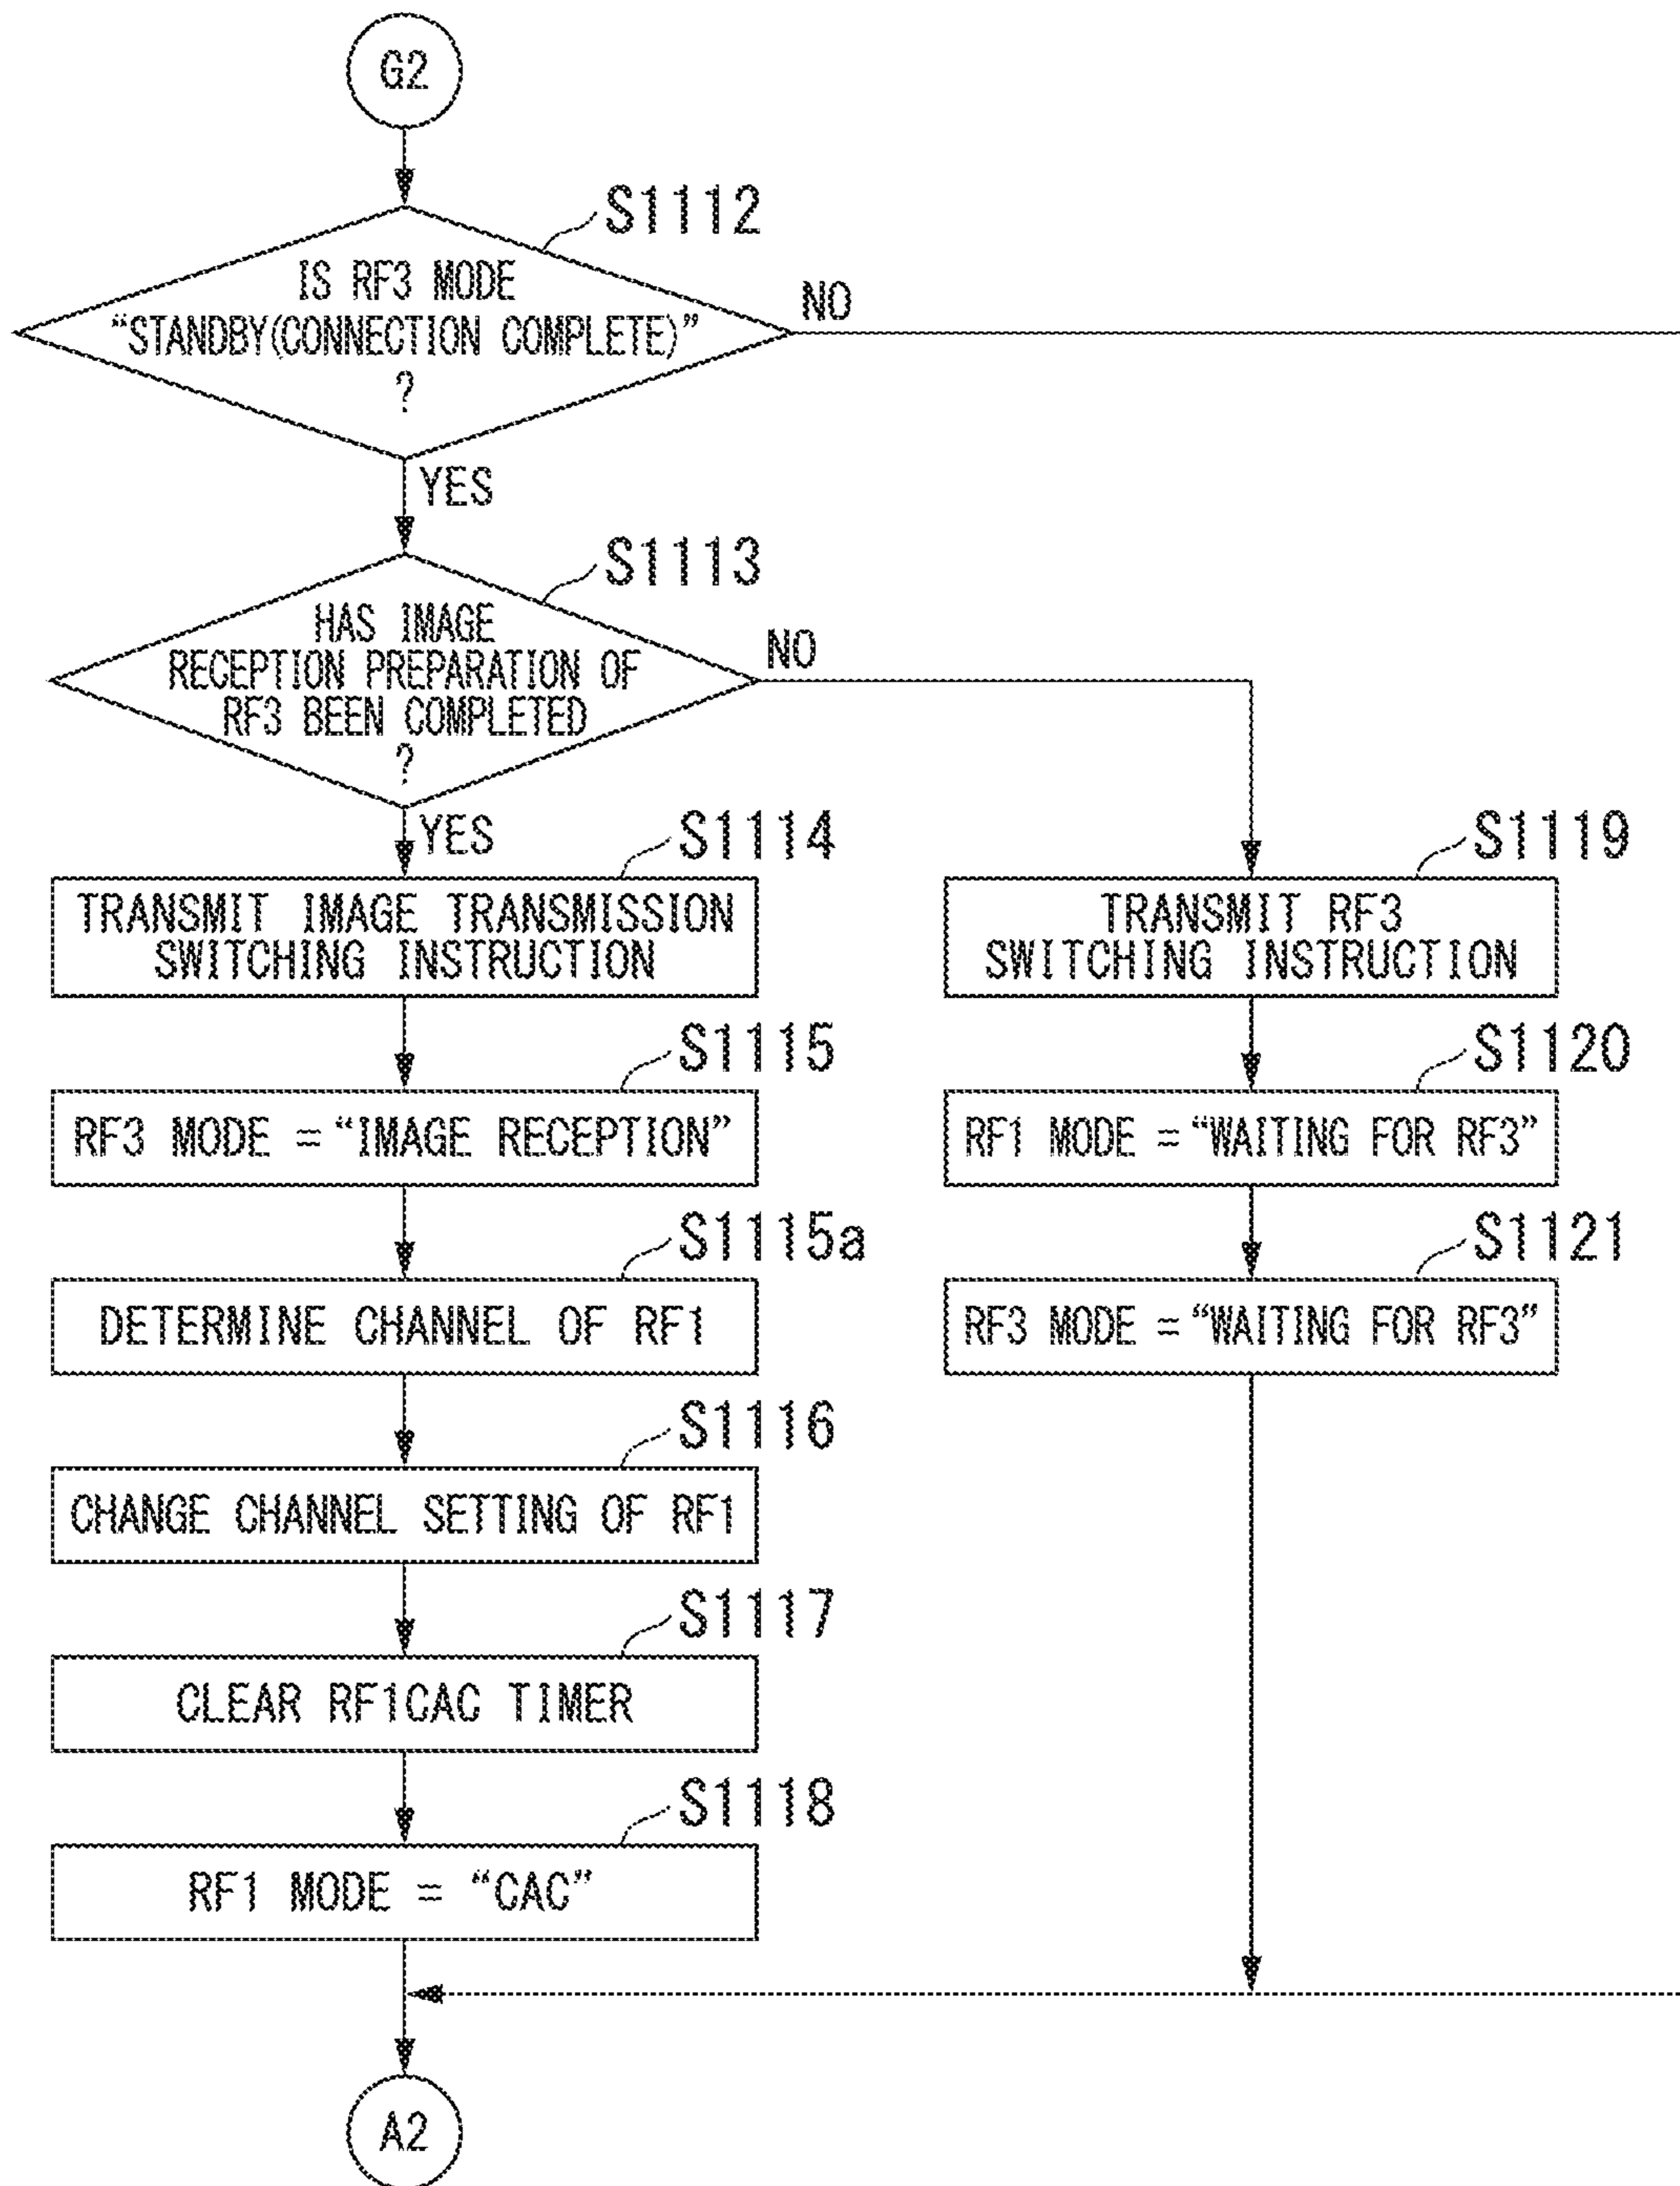 G2
S1112
IS RF3 MODE
“STANDBY(CONNECTION COMPLETE)”
?
NO
YES
S1113
HAS IMAGE
RECEPTION PREPARATION OF
RF3 BEEN COMPLETED
?
NO
YES
S1114
TRANSMIT IMAGE TRANSMISSION
SWITCHING INSTRUCTION
S1119
TRANSMIT RF3
SWITCHING INSTRUCTION
S1115
RF3 MODE = “IMAGE RECEPTION”
S1120
RF1 MODE = “WAITING FOR RF3”
S1115a
DETERMINE CHANNEL OF RF1
S1121
RF3 MODE = “WAITING FOR RF3”
S1116
CHANGE CHANNEL SETTING OF RF1
S1117
CLEAR RF1CAC TIMER
S1118
RF1 MODE = “CAC”
A2